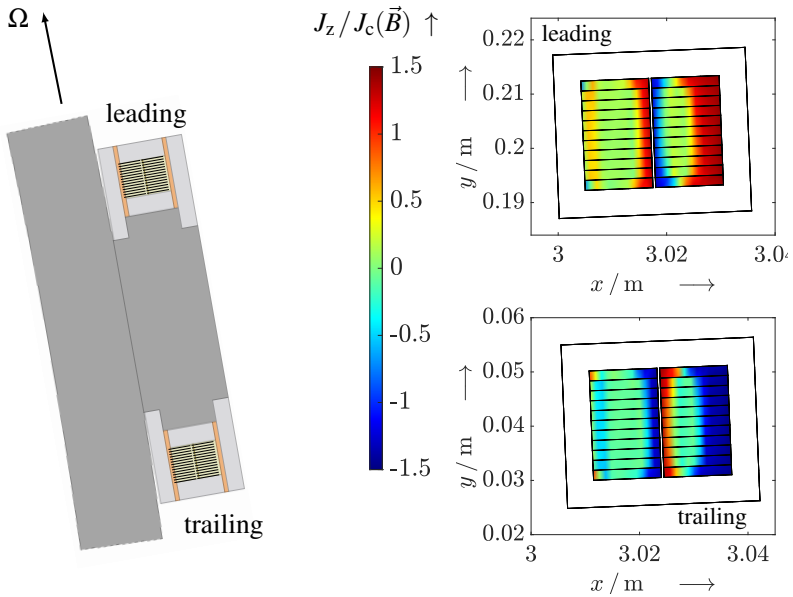 Ω
leading
trailing
J_z / J_c(B⃗) ↑
1.5
1
0.5
0
-0.5
-1
-1.5
leading
0.22
0.21
0.2
0.19
y / m ⟶
3
3.02
3.04
x / m ⟶
0.06
0.05
0.04
0.03
0.02
y / m ⟶
trailing
3
3.02
3.04
x / m ⟶